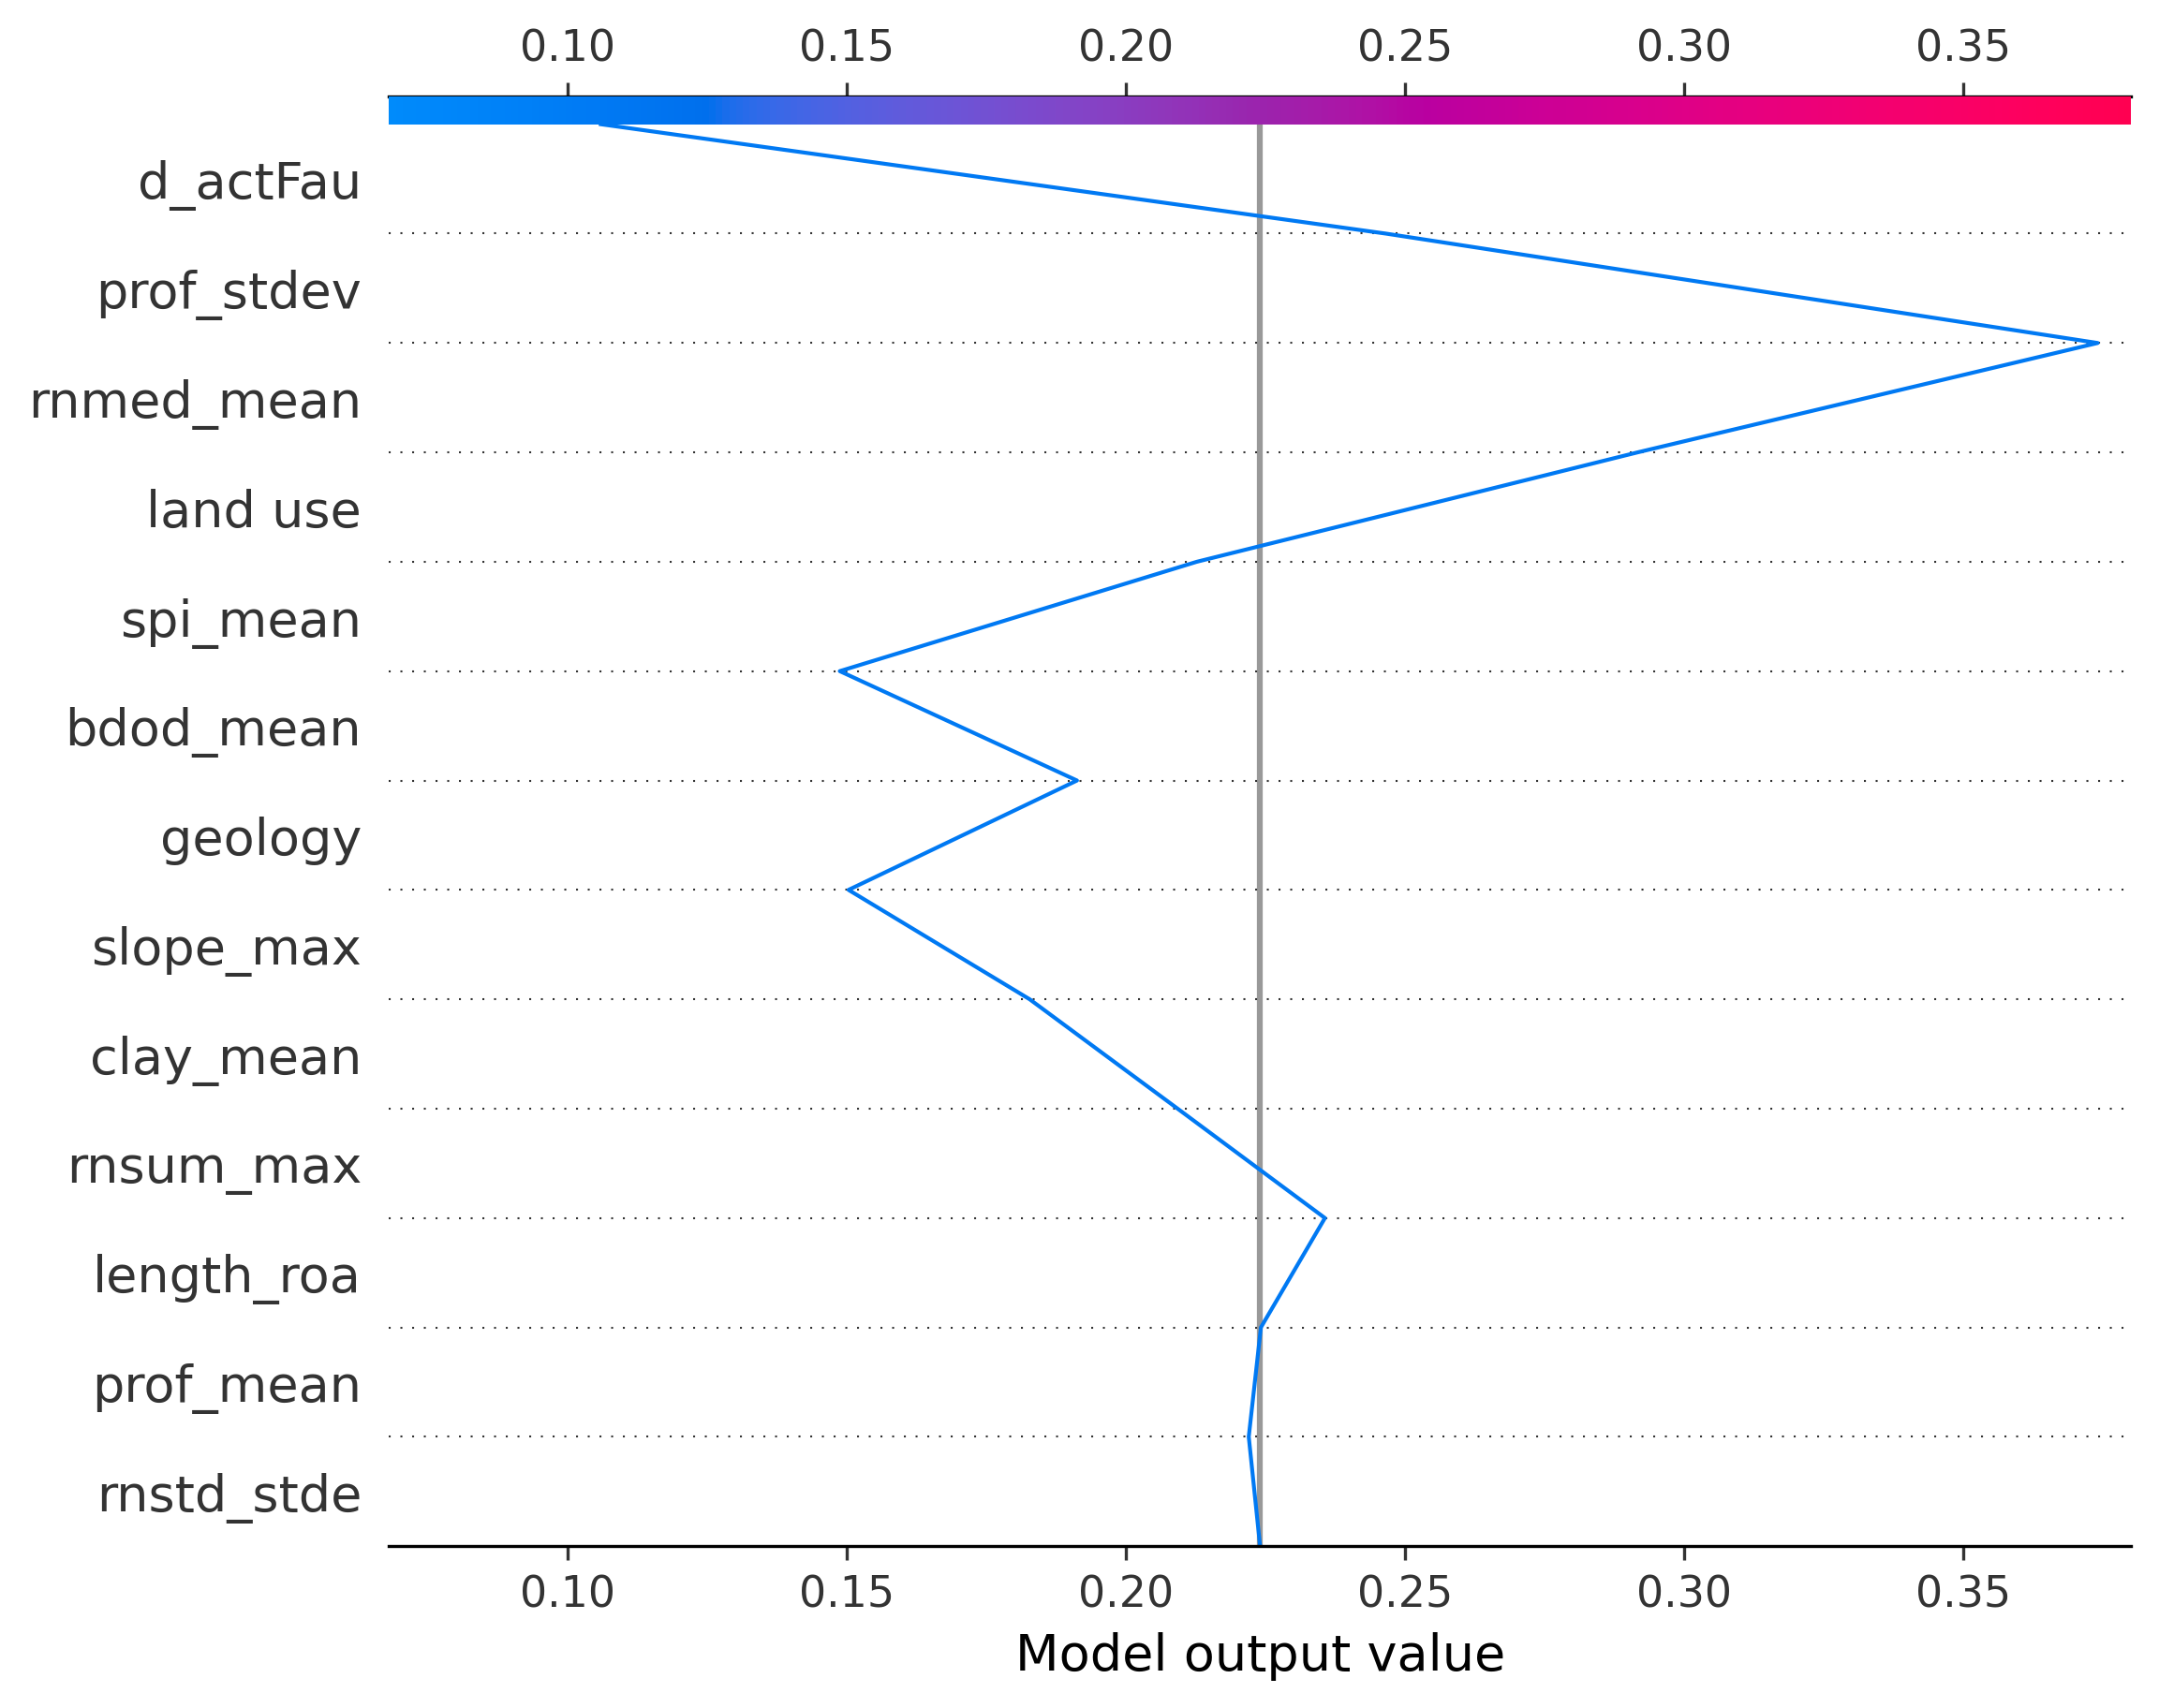 0.10 0.15 0.20 0.25 0.30 0.35
d_actFau
prof_stdev
rnmed_mean
land use
spi_mean
bdod_mean
geology
slope_max
clay_mean
rnsum_max
length_roa
prof_mean
rnstd_stde
0.10 0.15 0.20 0.25 0.30 0.35
Model output value